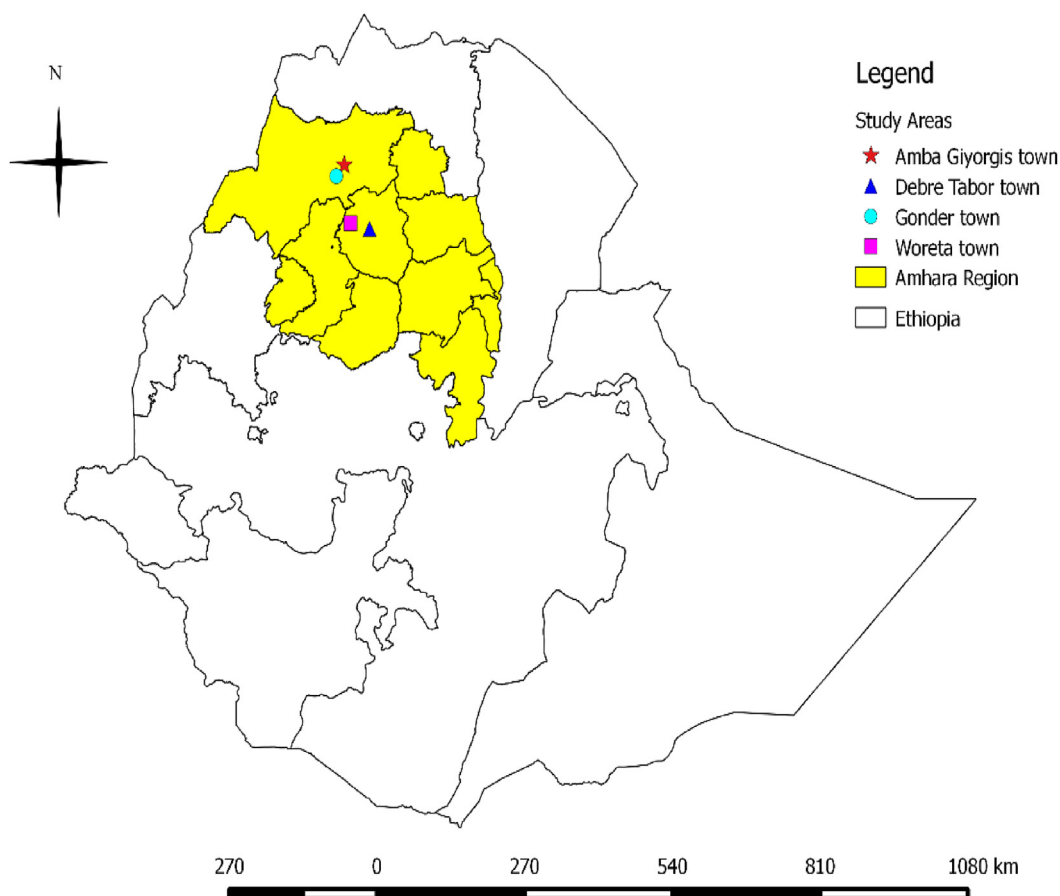 N
Legend
Study Areas
Amba Giyorgis town
Debre Tabor town
Gonder town
Woreta town
Amhara Region
Ethiopia
270 0 270 540 810 1080 km